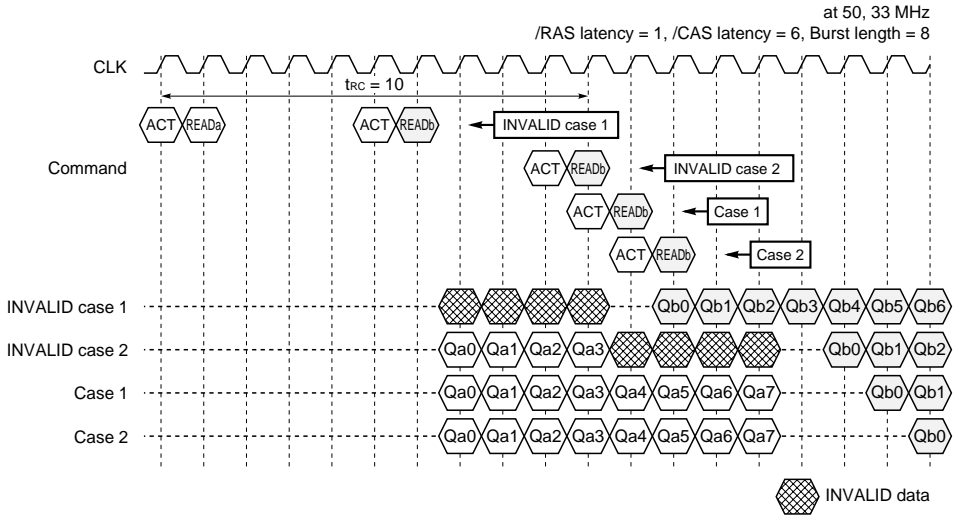 at 50, 33 MHz
/RAS latency = 1, /CAS latency = 6, Burst length = 8
CLK
tRC = 10
ACT READa ACT READb INVALID case 1
Command ACT READb INVALID case 2
ACT READb Case 1
ACT READb Case 2
INVALID case 1 Qb0 Qb1 Qb2 Qb3 Qb4 Qb5 Qb6
INVALID case 2 Qa0 Qa1 Qa2 Qa3 Qb0 Qb1 Qb2
Case 1 Qa0 Qa1 Qa2 Qa3 Qa4 Qa5 Qa6 Qa7 Qb0 Qb1
Case 2 Qa0 Qa1 Qa2 Qa3 Qa4 Qa5 Qa6 Qa7 Qb0
INVALID data